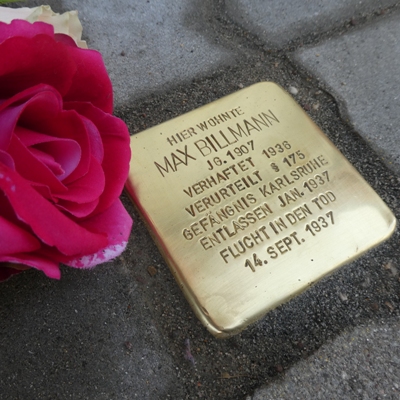 HIER WOHNTE
MAX BILLMANN
JG. 1907
VERHAFTET 1936
VERURTEILT § 175
GEFÄNGNIS KARLSRUHE
ENTLASSEN JAN. 1937
FLUCHT IN DEN TOD
14. SEPT. 1937